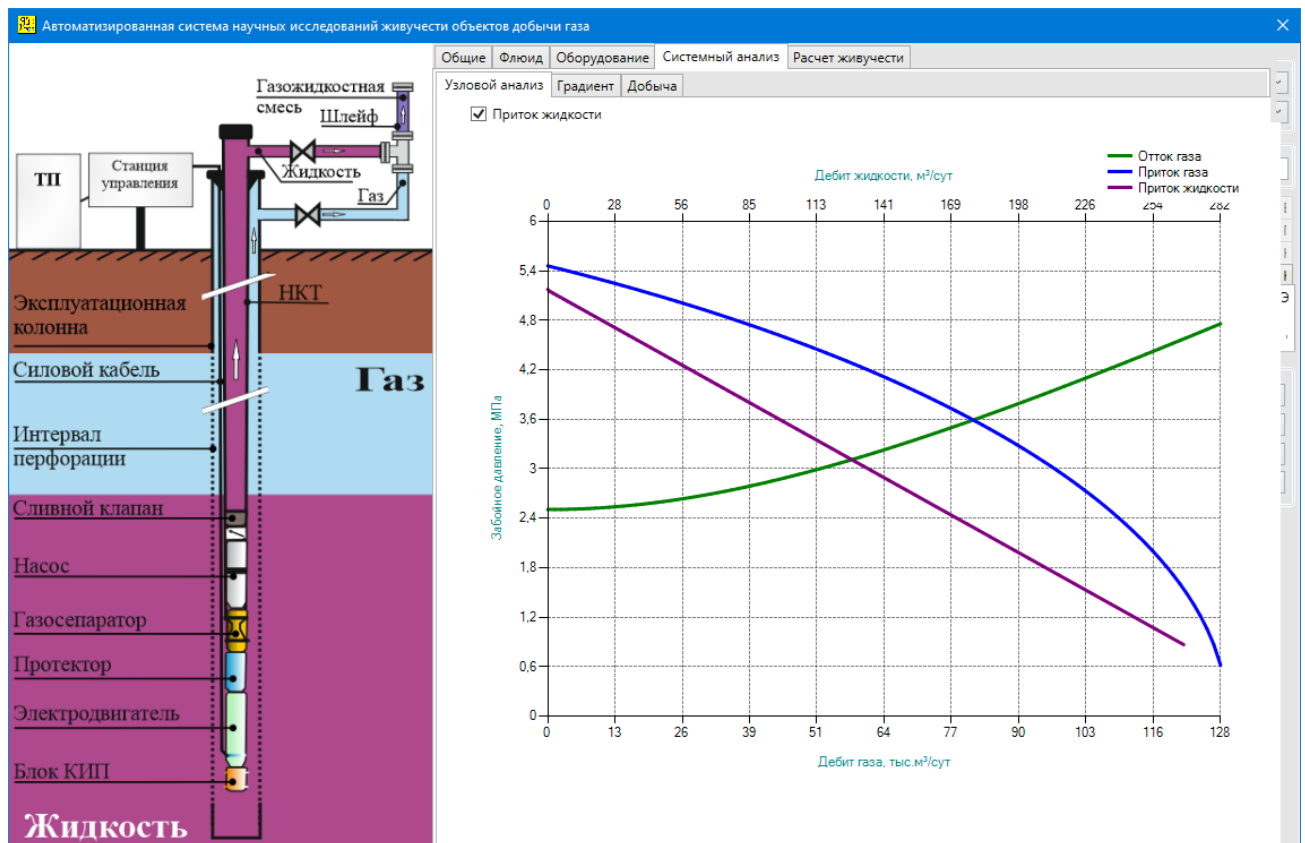 Автоматизированная система научных исследований живучести объектов добычи газа
Общие
Флюид
Оборудование
Системный анализ
Расчет живучести
Узловой анализ
Градиент
Добыча
Приток жидкости
Газожидкостная
смесь
Шлейф
Жидкость
Газ
ТП
Станция
управления
Эксплуатационная
колонна
НКТ
Силовой кабель
Газ
Интервал
перфорации
Сливной клапан
Насос
Газосепаратор
Протектор
Электродвигатель
Блок КИП
Жидкость
Отток газа
Приток газа
Приток жидкости
Дебит жидкости, м³/сут
0 28 56 85 113 141 169 198 226 254 282
Забойное давление, МПа
6
5,4
4,8
4,2
3,6
3
2,4
1,8
1,2
0,6
0
0 13 26 39 51 64 77 90 103 116 128
Дебит газа, тыс.м³/сут